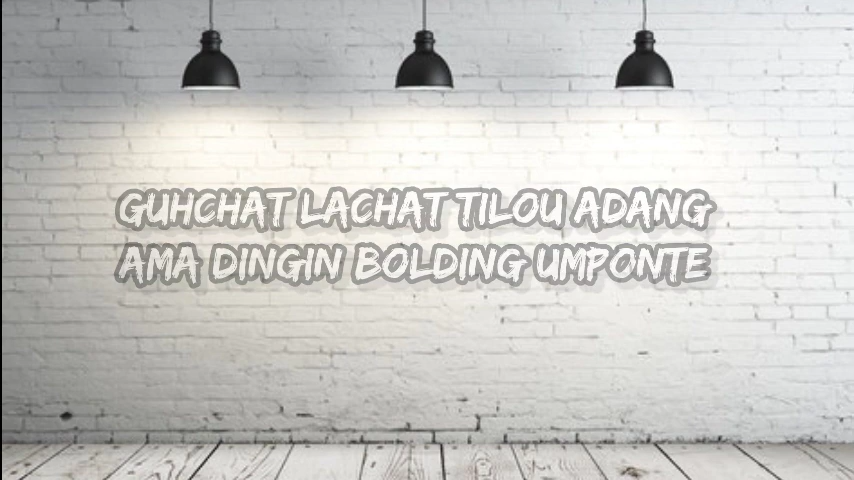 GUHCHAT LACHAT TILOU ADANG
AMA DINGIN BOLDING UMPONTE